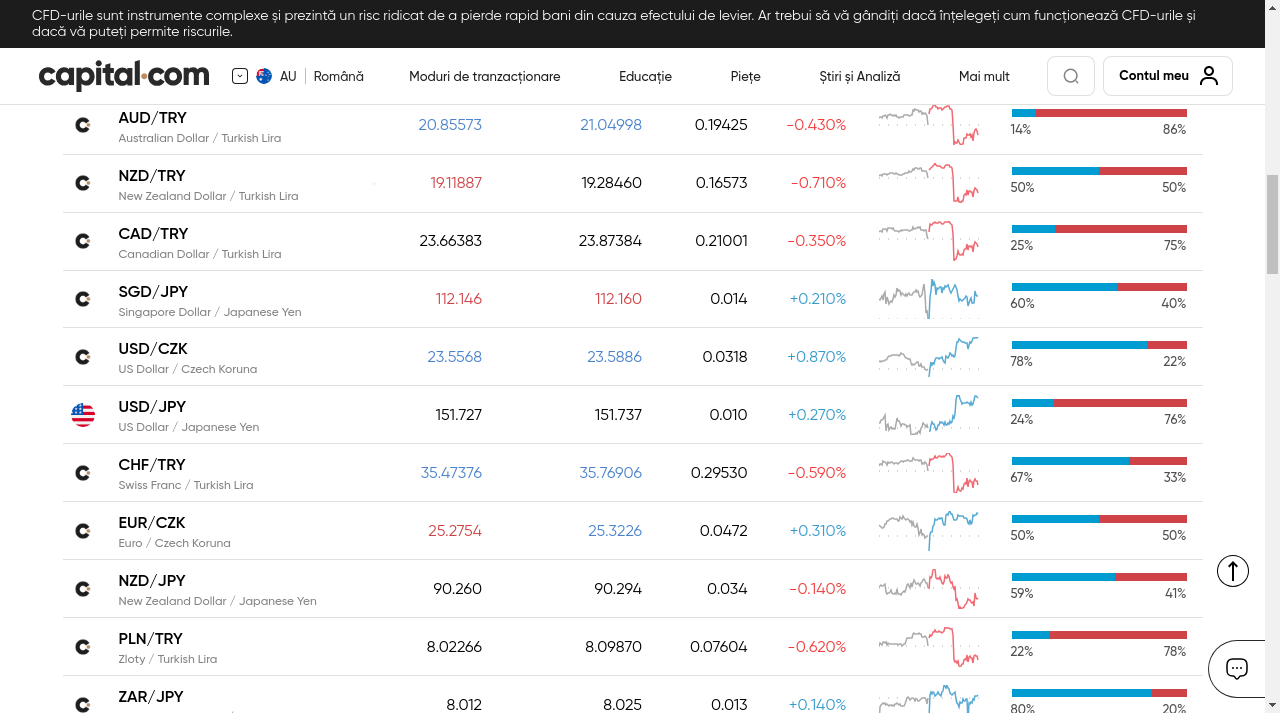 CFD-urile sunt instrumente complexe și prezintă un risc ridicat de a pierde rapid bani din cauza efectului de levier. Ar trebui să vă gândiți dacă înțelegeți cum funcționează CFD-urile și
dacă vă puteți permite riscurile.
capital.com AU Română Moduri de tranzacționare Educație Piețe Știri și Analiză Mai mult Contul meu
AUD/TRY 20.85573 21.04998 0.19425 -0.430%
Australian Dollar / Turkish Lira 14% 86%
NZD/TRY 19.11887 19.28460 0.16573 -0.710%
New Zealand Dollar / Turkish Lira 50% 50%
CAD/TRY 23.66383 23.87384 0.21001 -0.350%
Canadian Dollar / Turkish Lira 25% 75%
SGD/JPY 112.146 112.160 0.014 +0.210%
Singapore Dollar / Japanese Yen 60% 40%
USD/CZK 23.5568 23.5886 0.0318 +0.870%
US Dollar / Czech Koruna 78% 22%
USD/JPY 151.727 151.737 0.010 +0.270%
US Dollar / Japanese Yen 24% 76%
CHF/TRY 35.47376 35.76906 0.29530 -0.590%
Swiss Franc / Turkish Lira 67% 33%
EUR/CZK 25.2754 25.3226 0.0472 +0.310%
Euro / Czech Koruna 50% 50%
NZD/JPY 90.260 90.294 0.034 -0.140%
New Zealand Dollar / Japanese Yen 59% 41%
PLN/TRY 8.02266 8.09870 0.07604 -0.620%
Zloty / Turkish Lira 22% 78%
ZAR/JPY 8.012 8.025 0.013 +0.140%
80% 20%